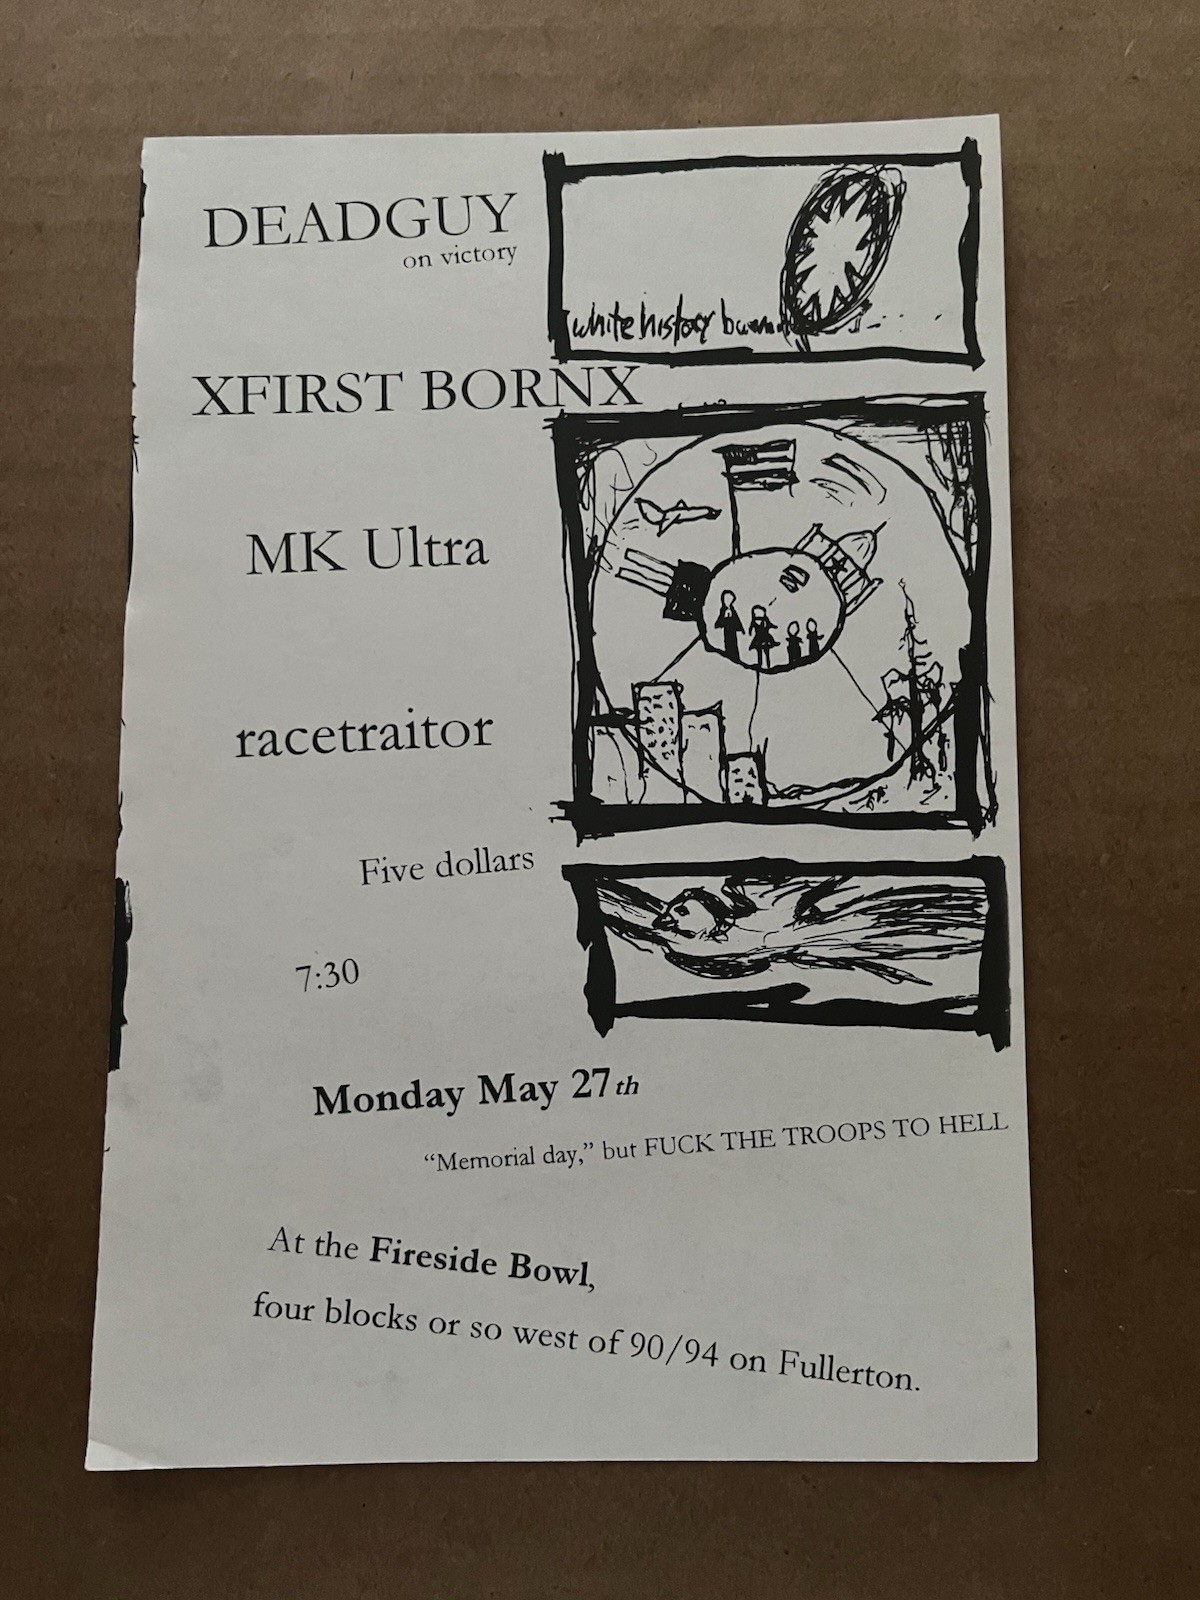 DEADGUY
on victory
white history
XFIRST BORNX
MK Ultra
racetraitor
Five dollars
7:30
Monday May 27th
“Memorial day,” but FUCK THE TROOPS TO HELL
At the Fireside Bowl,
four blocks or so west of 90/94 on Fullerton.